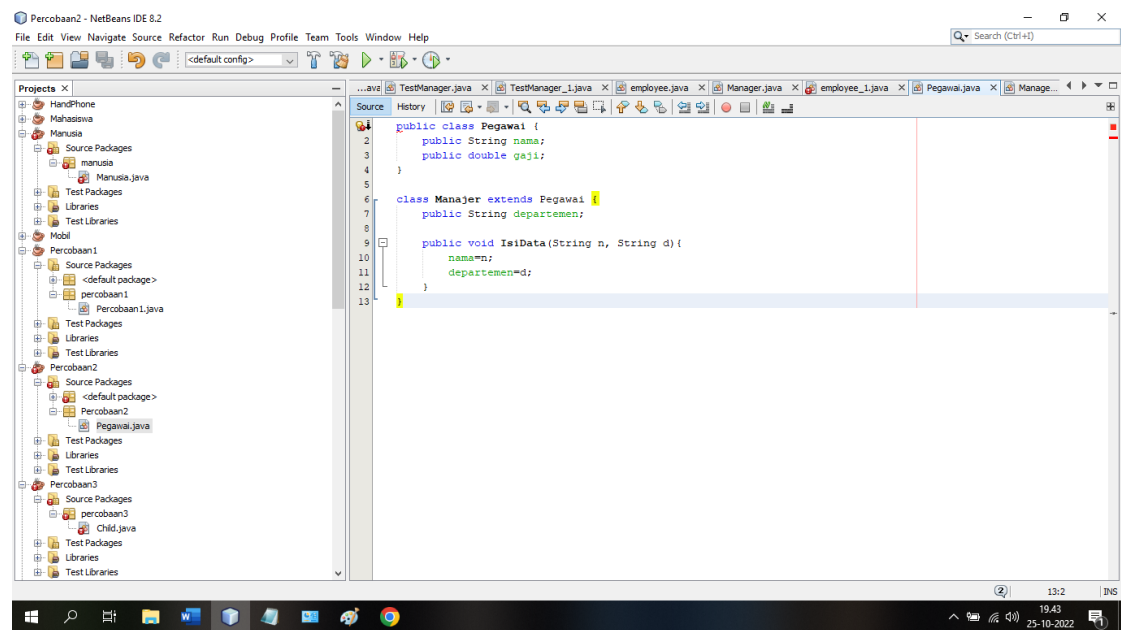 Percobaan2 - NetBeans IDE 8.2
File Edit View Navigate Source Refactor Run Debug Profile Team Tools Window Help
Search (Ctrl+I)
<default config>
Projects
...ava TestManager.java TestManager_1.java employee.java Manager.java employee_1.java Pegawai.java Manage...
Source History
HandPhone
Mahasiswa
Manusia
Source Packages
manusia
Manusia.java
Test Packages
Libraries
Test Libraries
Mobil
Percobaan1
Source Packages
<default package>
percobaan1
Percobaan1.java
Test Packages
Libraries
Test Libraries
Percobaan2
Source Packages
<default package>
Percobaan2
Pegawai.java
Test Packages
Libraries
Test Libraries
Percobaan3
Source Packages
percobaan3
Child.java
Test Packages
Libraries
Test Libraries
public class Pegawai {
2 public String nama;
3 public double gaji;
4 }
5
6 class Manajer extends Pegawai {
7 public String departemen;
8
9 public void IsiData(String n, String d){
10 nama=n;
11 departemen=d;
12 }
13 }
2 13:2 INS
19.43
25-10-2022